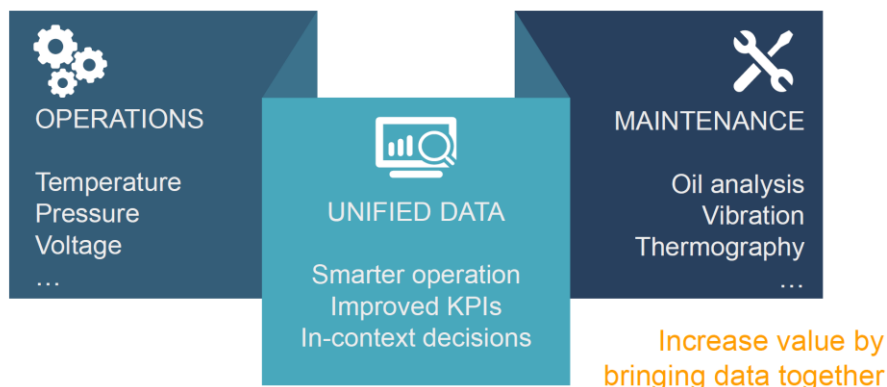 OPERATIONS
Temperature
Pressure
Voltage
…
UNIFIED DATA
Smarter operation
Improved KPIs
In-context decisions
MAINTENANCE
Oil analysis
Vibration
Thermography
…
Increase value by
bringing data together